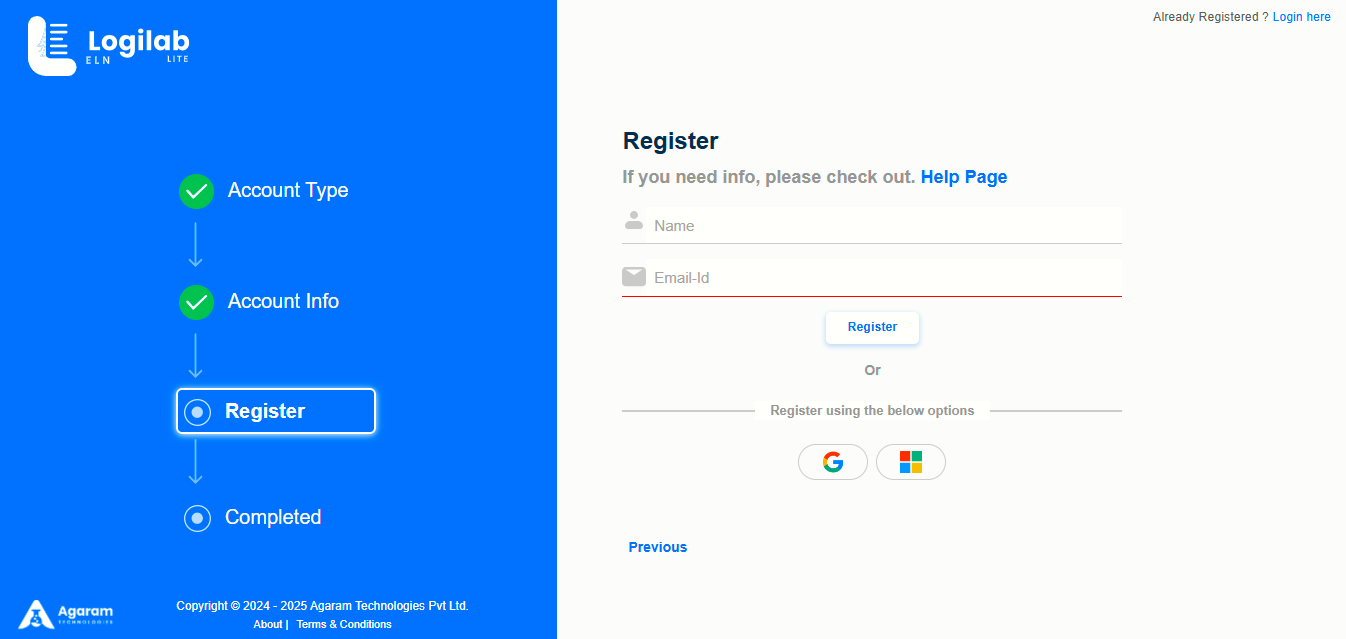 Logilab
ELN LITE
Account Type
Account Info
Register
Completed
Agaram
TECHNOLOGIES
Copyright © 2024 - 2025 Agaram Technologies Pvt Ltd.
About | Terms & Conditions
Already Registered ? Login here
Register
If you need info, please check out. Help Page
Name
Email-Id
Register
Or
Register using the below options
Previous